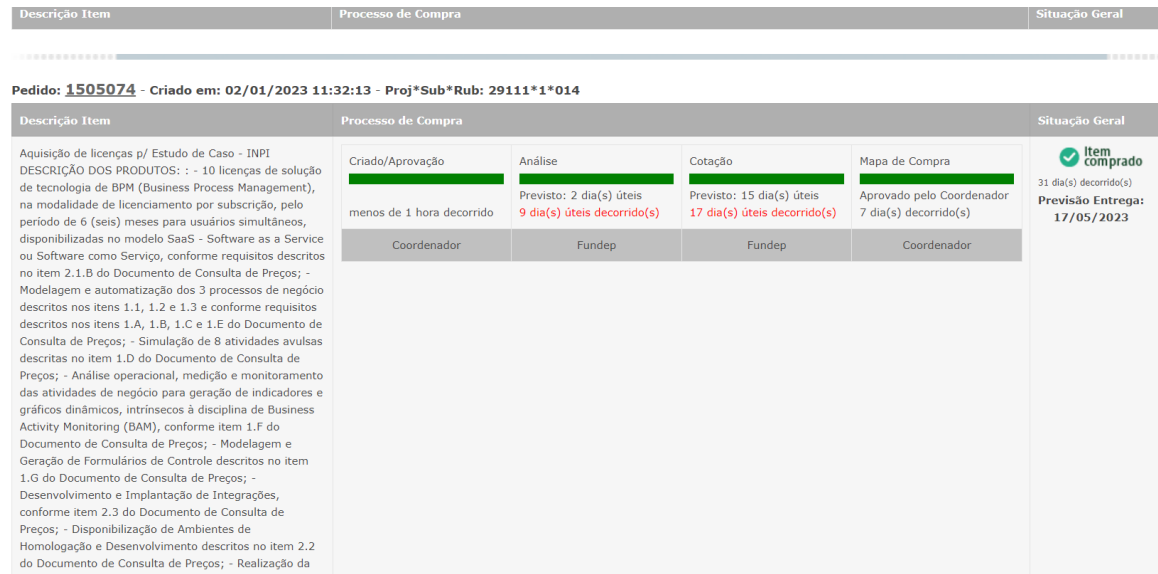 Descrição Item Processo de Compra Situação Geral
Pedido: 1505074 - Criado em: 02/01/2023 11:32:13 - Proj*Sub*Rub: 29111*1*014
Descrição Item Processo de Compra Situação Geral
Aquisição de licenças p/ Estudo de Caso - INPI
DESCRIÇÃO DOS PRODUTOS: : - 10 licenças de solução
de tecnologia de BPM (Business Process Management),
na modalidade de licenciamento por subscrição, pelo
período de 6 (seis) meses para usuários simultâneos,
disponibilizadas no modelo SaaS - Software as a Service
ou Software como Serviço, conforme requisitos descritos
no item 2.1.B do Documento de Consulta de Preços; -
Modelagem e automatização dos 3 processos de negócio
descritos nos itens 1.1, 1.2 e 1.3 e conforme requisitos
descritos nos itens 1.A, 1.B, 1.C e 1.E do Documento de
Consulta de Preços; - Simulação de 8 atividades avulsas
descritas no item 1.D do Documento de Consulta de
Preços; - Análise operacional, medição e monitoramento
das atividades de negócio para geração de indicadores e
gráficos dinâmicos, intrínsecos à disciplina de Business
Activity Monitoring (BAM), conforme item 1.F do
Documento de Consulta de Preços; - Modelagem e
Geração de Formulários de Controle descritos no item
1.G do Documento de Consulta de Preços; -
Desenvolvimento e Implantação de Integrações,
conforme item 2.3 do Documento de Consulta de
Preços; - Disponibilização de Ambientes de
Homologação e Desenvolvimento descritos no item 2.2
do Documento de Consulta de Preços; - Realização da
Criado/Aprovação
menos de 1 hora decorrido
Coordenador
Análise
Previsto: 2 dia(s) úteis
9 dia(s) úteis decorrido(s)
Fundep
Cotação
Previsto: 15 dia(s) úteis
17 dia(s) úteis decorrido(s)
Fundep
Mapa de Compra
Aprovado pelo Coordenador
7 dia(s) decorrido(s)
Coordenador
Item
comprado
31 dia(s) decorrido(s)
Previsão Entrega:
17/05/2023